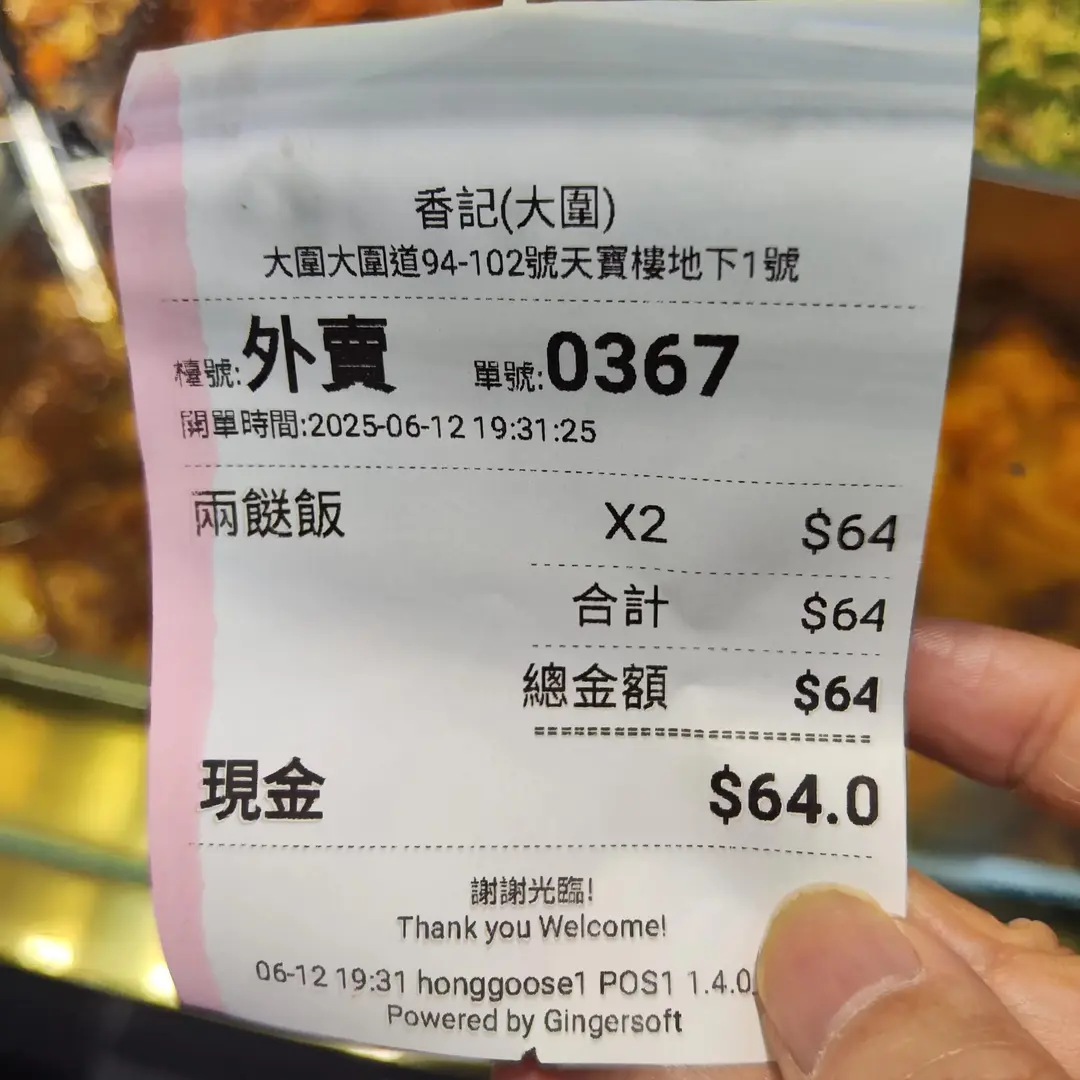 香記(大圍)
大圍大圍道94-102號天寶樓地下1號
檯號:外賣 單號:0367
開單時間:2025-06-12 19:31:25
兩餸飯 X2 $64
合計 $64
總金額 $64
現金 $64.0
謝謝光臨!
Thank you Welcome!
06-12 19:31 honggoose1 POS1 1.4.0
Powered by Gingersoft